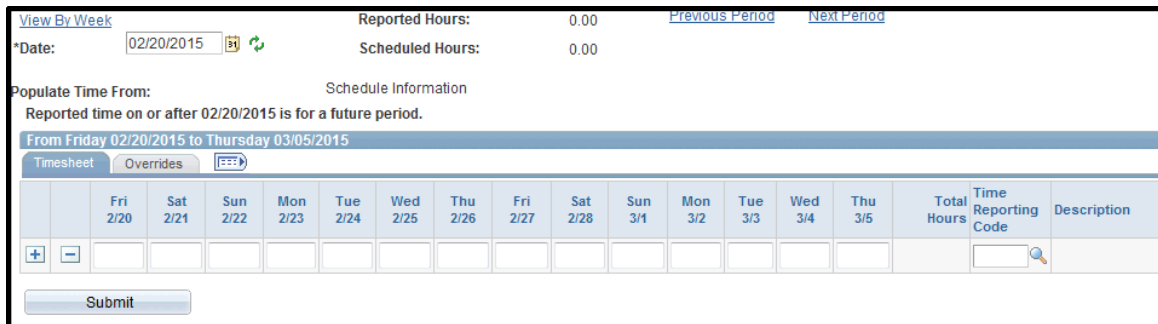 View By Week Reported Hours: 0.00 Previous Period Next Period
*Date: 02/20/2015 31 Scheduled Hours: 0.00
Populate Time From: Schedule Information
Reported time on or after 02/20/2015 is for a future period.
From Friday 02/20/2015 to Thursday 03/05/2015
Timesheet Overrides
Fri 2/20 Sat 2/21 Sun 2/22 Mon 2/23 Tue 2/24 Wed 2/25 Thu 2/26 Fri 2/27 Sat 2/28 Sun 3/1 Mon 3/2 Tue 3/3 Wed 3/4 Thu 3/5 Total Hours Time Reporting Code Description
+ −
Submit